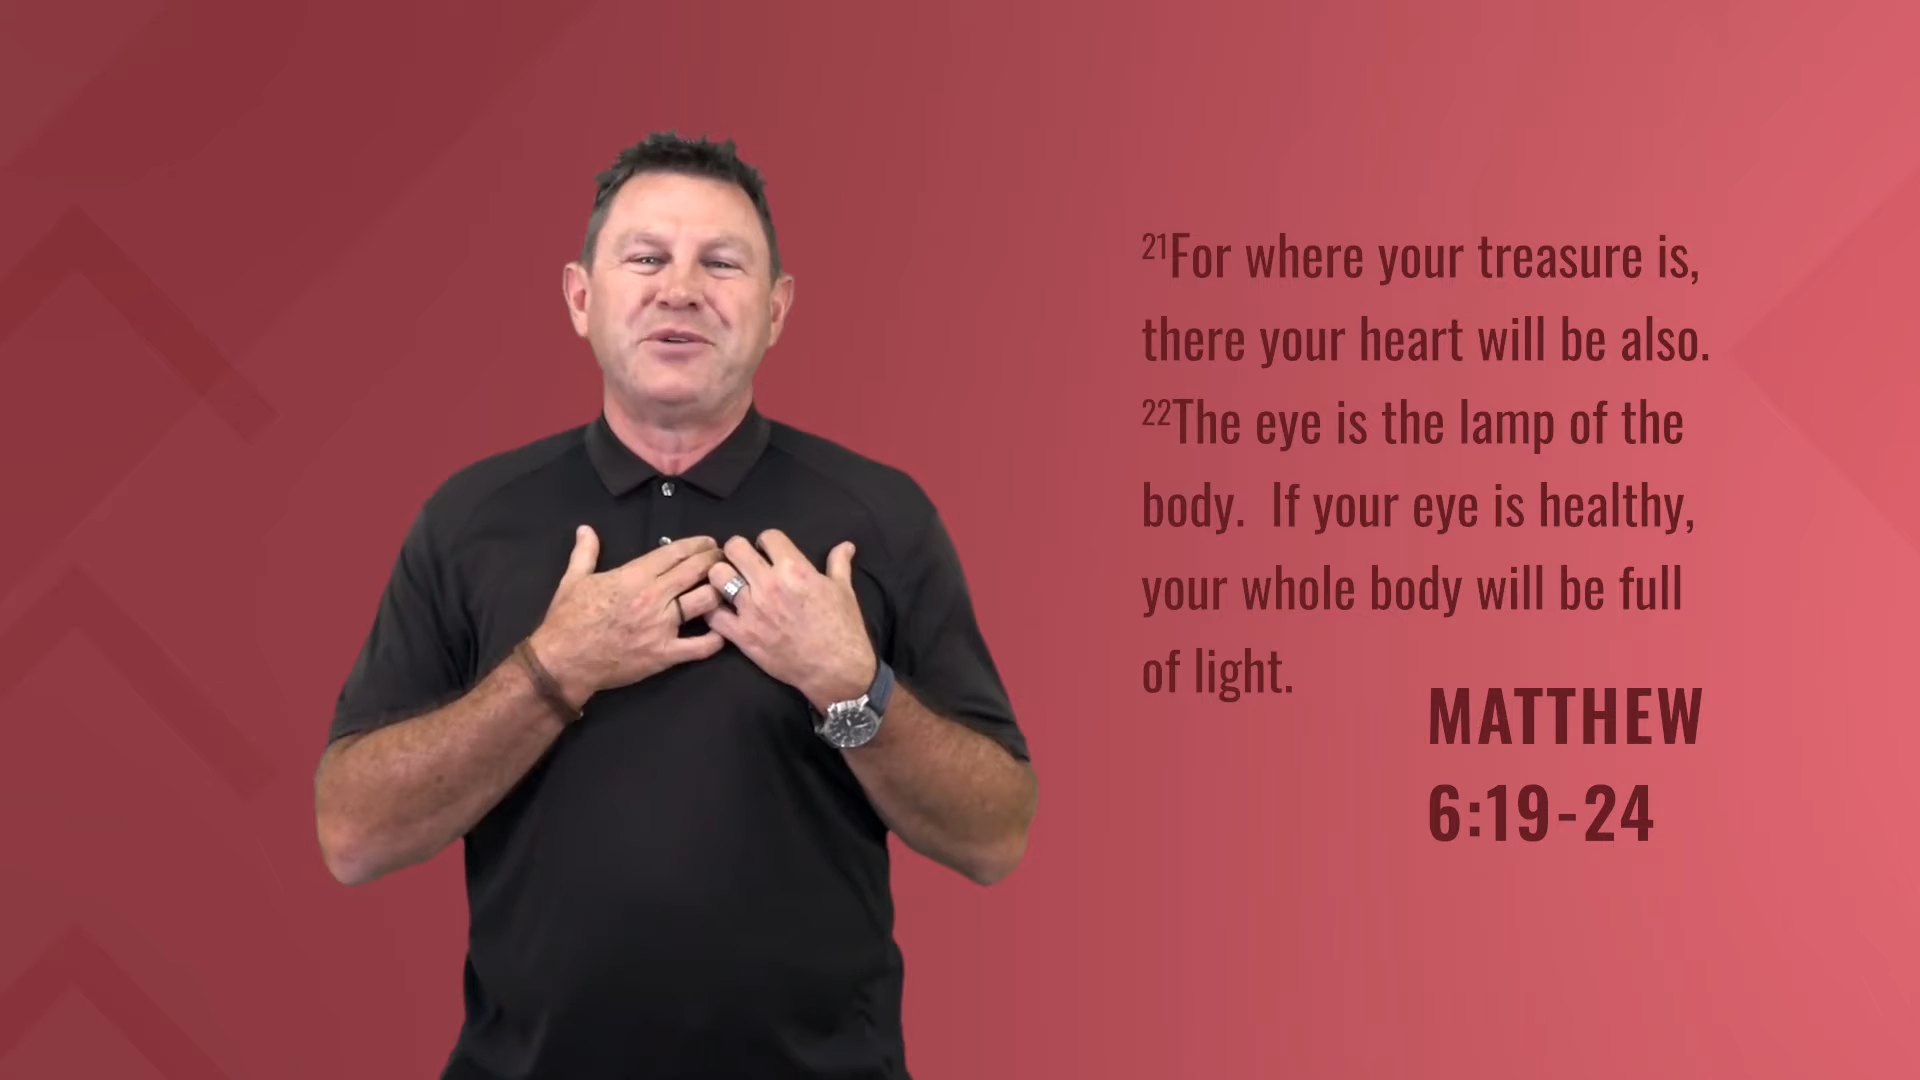 ²¹For where your treasure is,
there your heart will be also.
²²The eye is the lamp of the
body.  If your eye is healthy,
your whole body will be full
of light.
MATTHEW
6:19-24